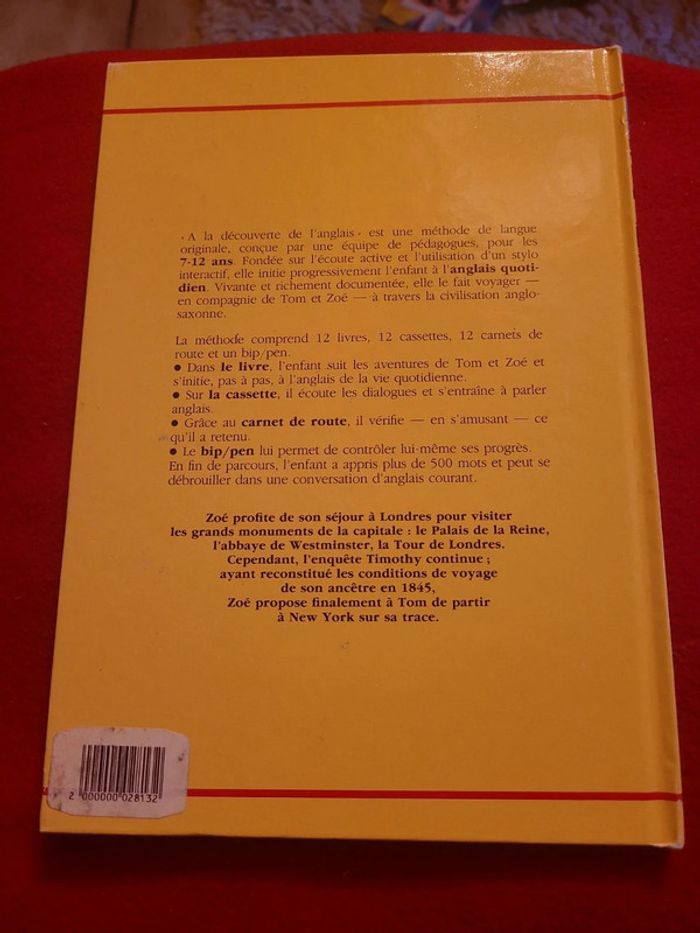 « A la découverte de l'anglais » est une méthode de langue
originale, conçue par une équipe de pédagogues, pour les
7-12 ans. Fondée sur l'écoute active et l'utilisation d'un stylo
interactif, elle initie progressivement l'enfant à l'anglais quoti-
dien. Vivante et richement documentée, elle le fait voyager —
en compagnie de Tom et Zoé — à travers la civilisation anglo-
saxonne.
La méthode comprend 12 livres, 12 cassettes, 12 carnets de
route et un bip/pen.
● Dans le livre, l'enfant suit les aventures de Tom et Zoé et
s'initie, pas à pas, à l'anglais de la vie quotidienne.
● Sur la cassette, il écoute les dialogues et s'entraîne à parler
anglais.
● Grâce au carnet de route, il vérifie — en s'amusant — ce
qu'il a retenu.
● Le bip/pen lui permet de contrôler lui-même ses progrès.
En fin de parcours, l'enfant a appris plus de 500 mots et peut se
débrouiller dans une conversation d'anglais courant.
Zoé profite de son séjour à Londres pour visiter
les grands monuments de la capitale : le Palais de la Reine,
l'abbaye de Westminster, la Tour de Londres.
Cependant, l'enquête Timothy continue ;
ayant reconstitué les conditions de voyage
de son ancêtre en 1845,
Zoé propose finalement à Tom de partir
à New York sur sa trace.
2 000000 028132